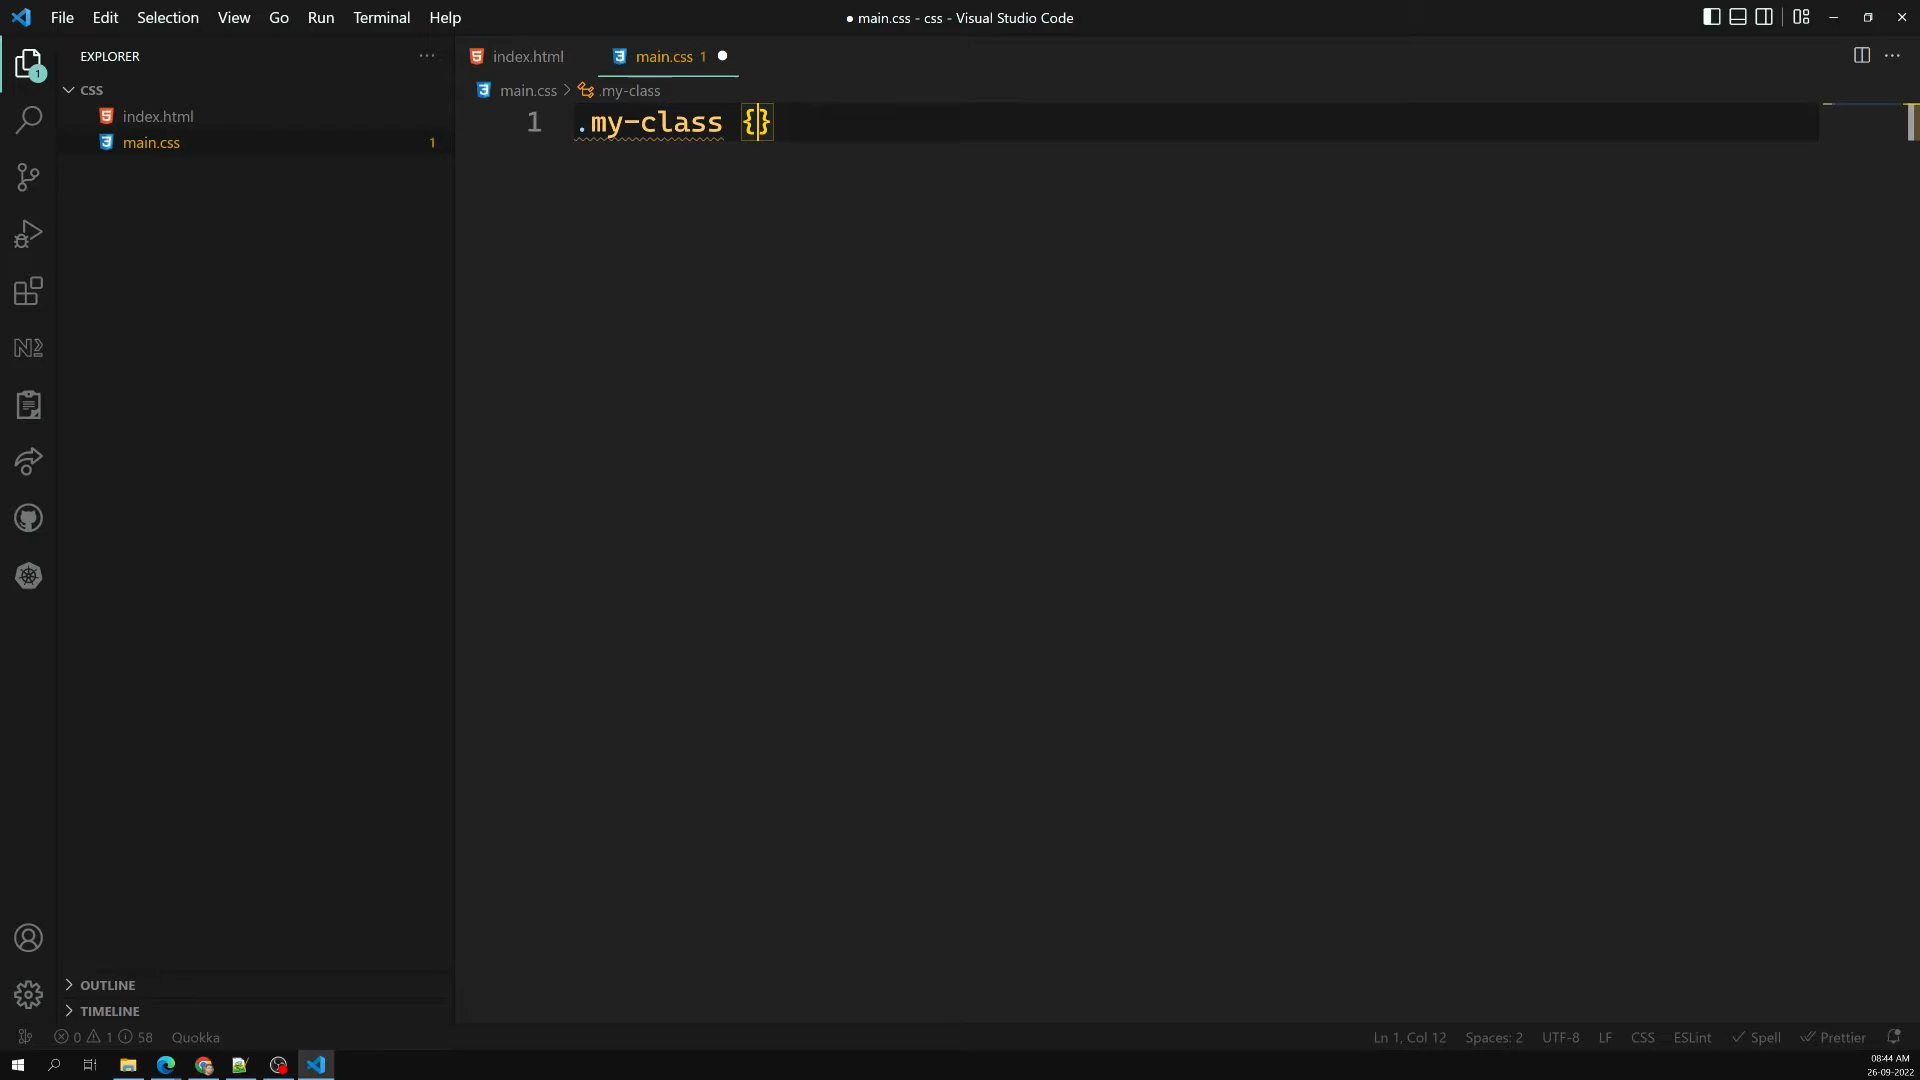 File Edit Selection View Go Run Terminal Help
● main.css - css - Visual Studio Code
EXPLORER
index.html
main.css 1
1
CSS
main.css > .my-class
index.html
main.css 1
1 .my-class {}
OUTLINE
TIMELINE
0 1 58 Quokka
Ln 1, Col 12 Spaces: 2 UTF-8 LF CSS ESLint Spell Prettier
08:44 AM
26-09-2022